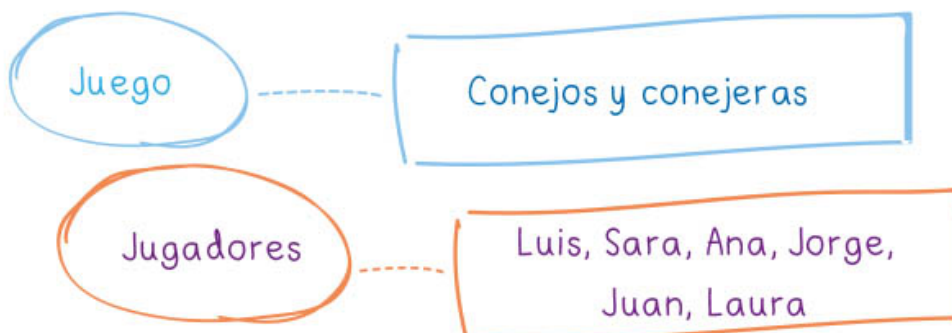 Juego
Conejos y conejeras
Jugadores
Luis, Sara, Ana, Jorge,
Juan, Laura